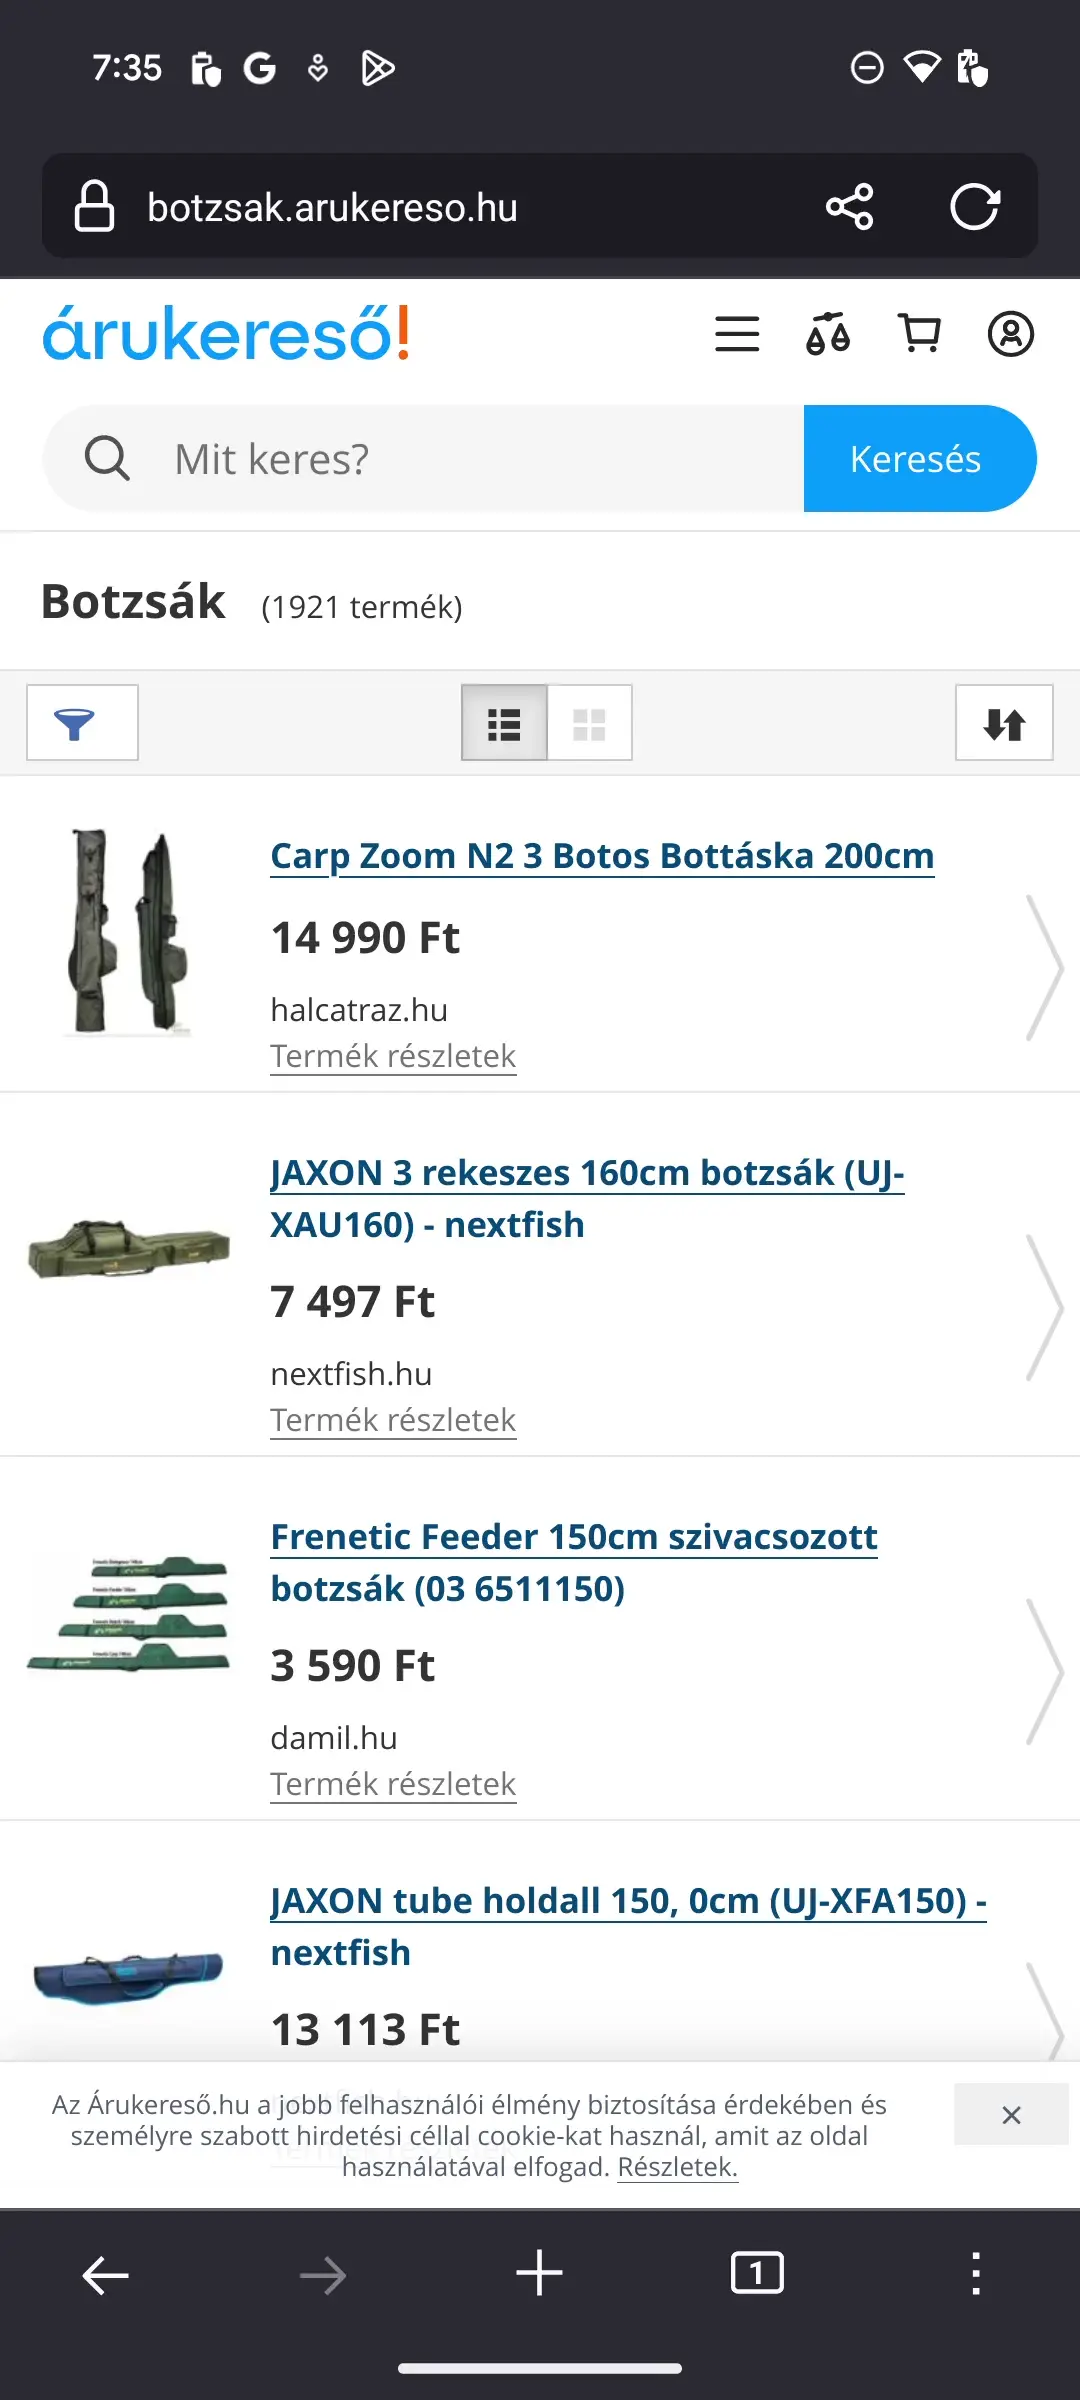 7:35
botzsak.arukereso.hu
árukereső!
Mit keres?
Keresés
Botzsák (1921 termék)
Carp Zoom N2 3 Botos Bottáska 200cm
14 990 Ft
halcatraz.hu
Termék részletek
JAXON 3 rekeszes 160cm botzsák (UJ-
XAU160) - nextfish
7 497 Ft
nextfish.hu
Termék részletek
Frenetic Feeder 150cm szivacsozott
botzsák (03 6511150)
3 590 Ft
damil.hu
Termék részletek
JAXON tube holdall 150, 0cm (UJ-XFA150) -
nextfish
13 113 Ft
Az Árukereső.hu a jobb felhasználói élmény biztosítása érdekében és
személyre szabott hirdetési céllal cookie-kat használ, amit az oldal
használatával elfogad. Részletek.
1